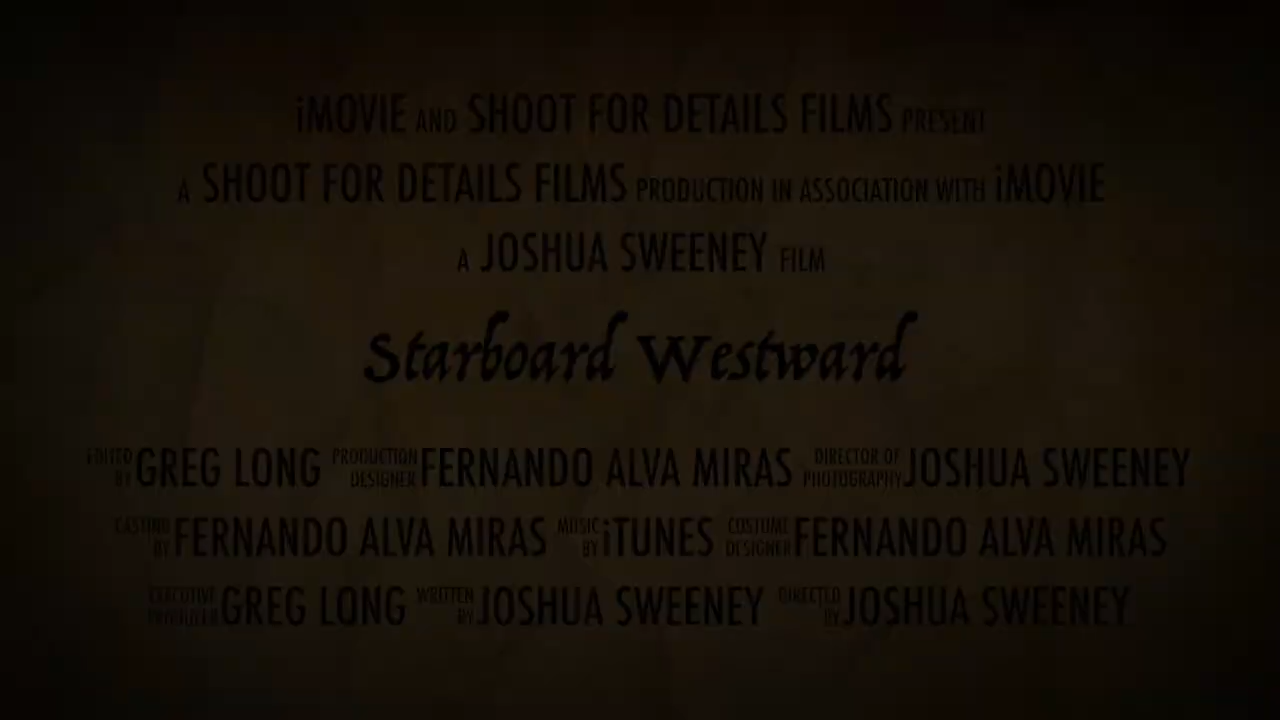 iMOVIE AND SHOOT FOR DETAILS FILMS PRESENT
A SHOOT FOR DETAILS FILMS PRODUCTION IN ASSOCIATION WITH iMOVIE
A JOSHUA SWEENEY FILM
Starboard Westward
EDITED BY GREG LONG PRODUCTION DESIGNER FERNANDO ALVA MIRAS DIRECTOR OF PHOTOGRAPHY JOSHUA SWEENEY
CASTING BY FERNANDO ALVA MIRAS MUSIC BY iTUNES COSTUME DESIGNER FERNANDO ALVA MIRAS
EXECUTIVE PRODUCER GREG LONG WRITTEN BY JOSHUA SWEENEY DIRECTED BY JOSHUA SWEENEY